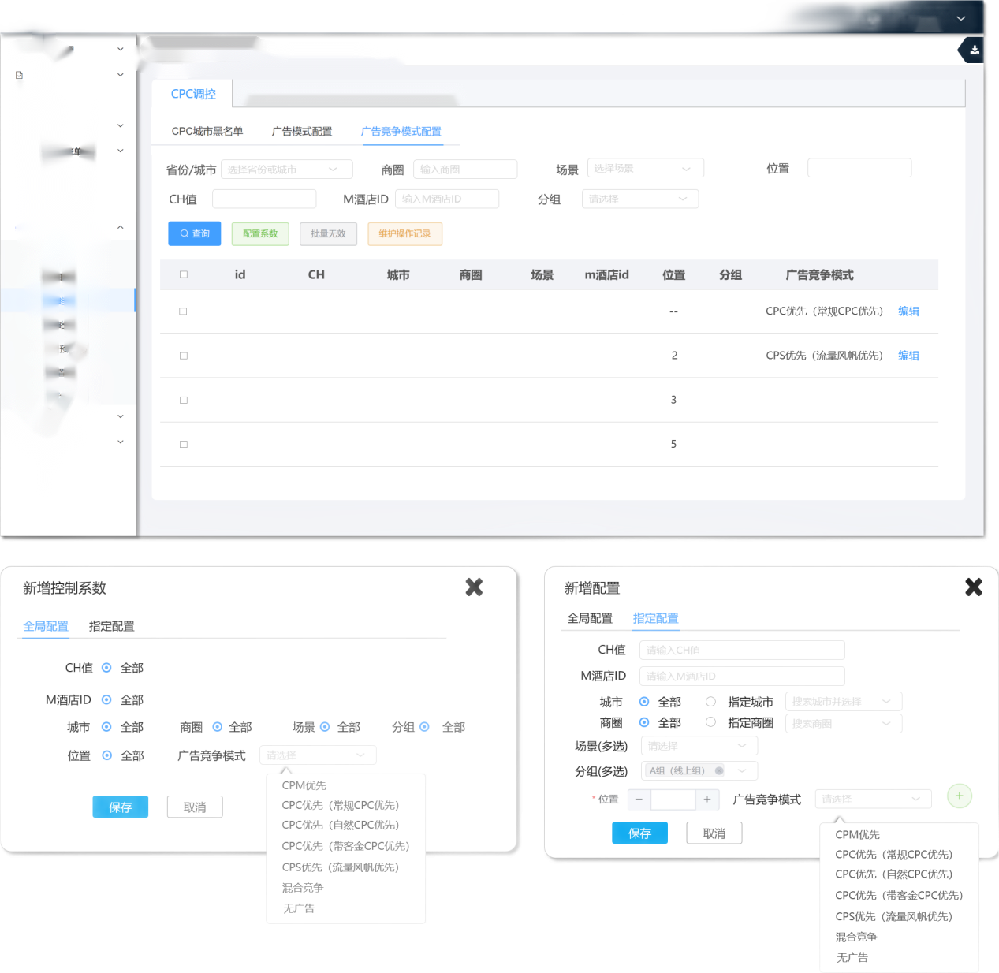 CPC调控
CPC城市黑名单 广告模式配置 广告竞争模式配置
省份/城市 选择省份或城市 商圈 输入商圈 场景 选择场景 位置
CH值 M酒店ID 输入M酒店ID 分组 请选择
查询 配置系数 批量无效 维护操作记录
id CH 城市 商圈 场景 m酒店id 位置 分组 广告竞争模式
-- CPC优先（常规CPC优先） 编辑
2 CPS优先（流量风帆优先） 编辑
3
5
新增控制系数
全局配置 指定配置
CH值 全部
M酒店ID 全部
城市 全部 商圈 全部 场景 全部 分组 全部
位置 全部 广告竞争模式 请选择
CPM优先
CPC优先（常规CPC优先）
CPC优先（自然CPC优先）
CPC优先（带客金CPC优先）
CPS优先（流量风帆优先）
混合竞争
无广告
保存 取消
新增配置
全局配置 指定配置
CH值 请输入CH值
M酒店ID 请输入M酒店ID
城市 全部 指定城市 搜索城市并选择
商圈 全部 指定商圈 搜索商圈
场景(多选) 请选择
分组(多选) A组（线上组）
*位置 － ＋ 广告竞争模式 请选择 +
保存 取消
CPM优先
CPC优先（常规CPC优先）
CPC优先（自然CPC优先）
CPC优先（带客金CPC优先）
CPS优先（流量风帆优先）
混合竞争
无广告